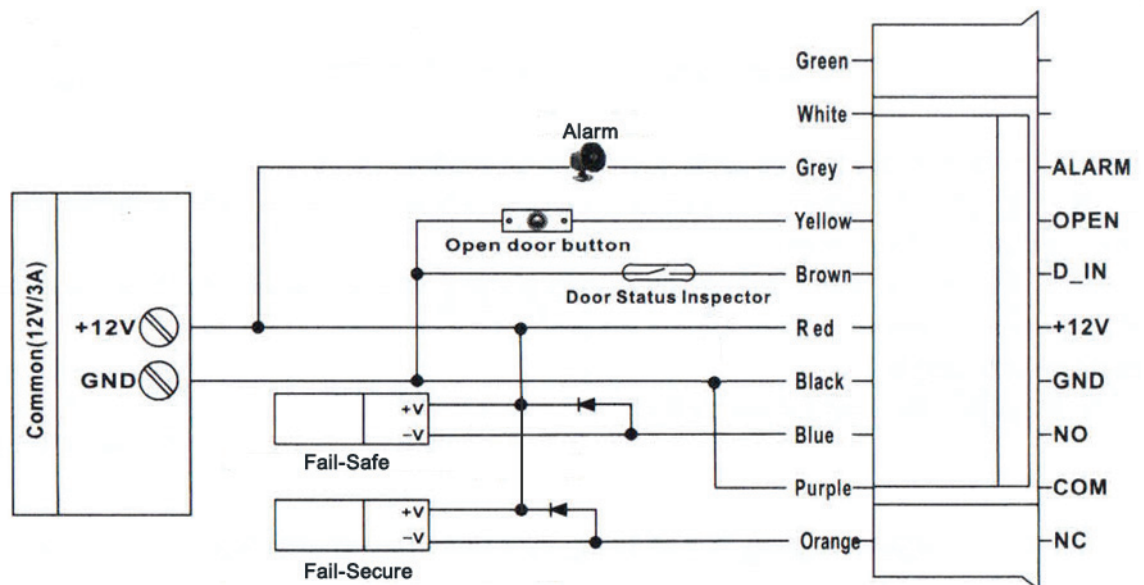 Green
White
Alarm
Grey
ALARM
Yellow
OPEN
Open door button
Brown
D_IN
Door Status Inspector
Common(12V/3A)
+12V
Red
+12V
GND
Black
GND
+V
-V
Blue
NO
Fail-Safe
Purple
COM
+V
-V
Orange
NC
Fail-Secure